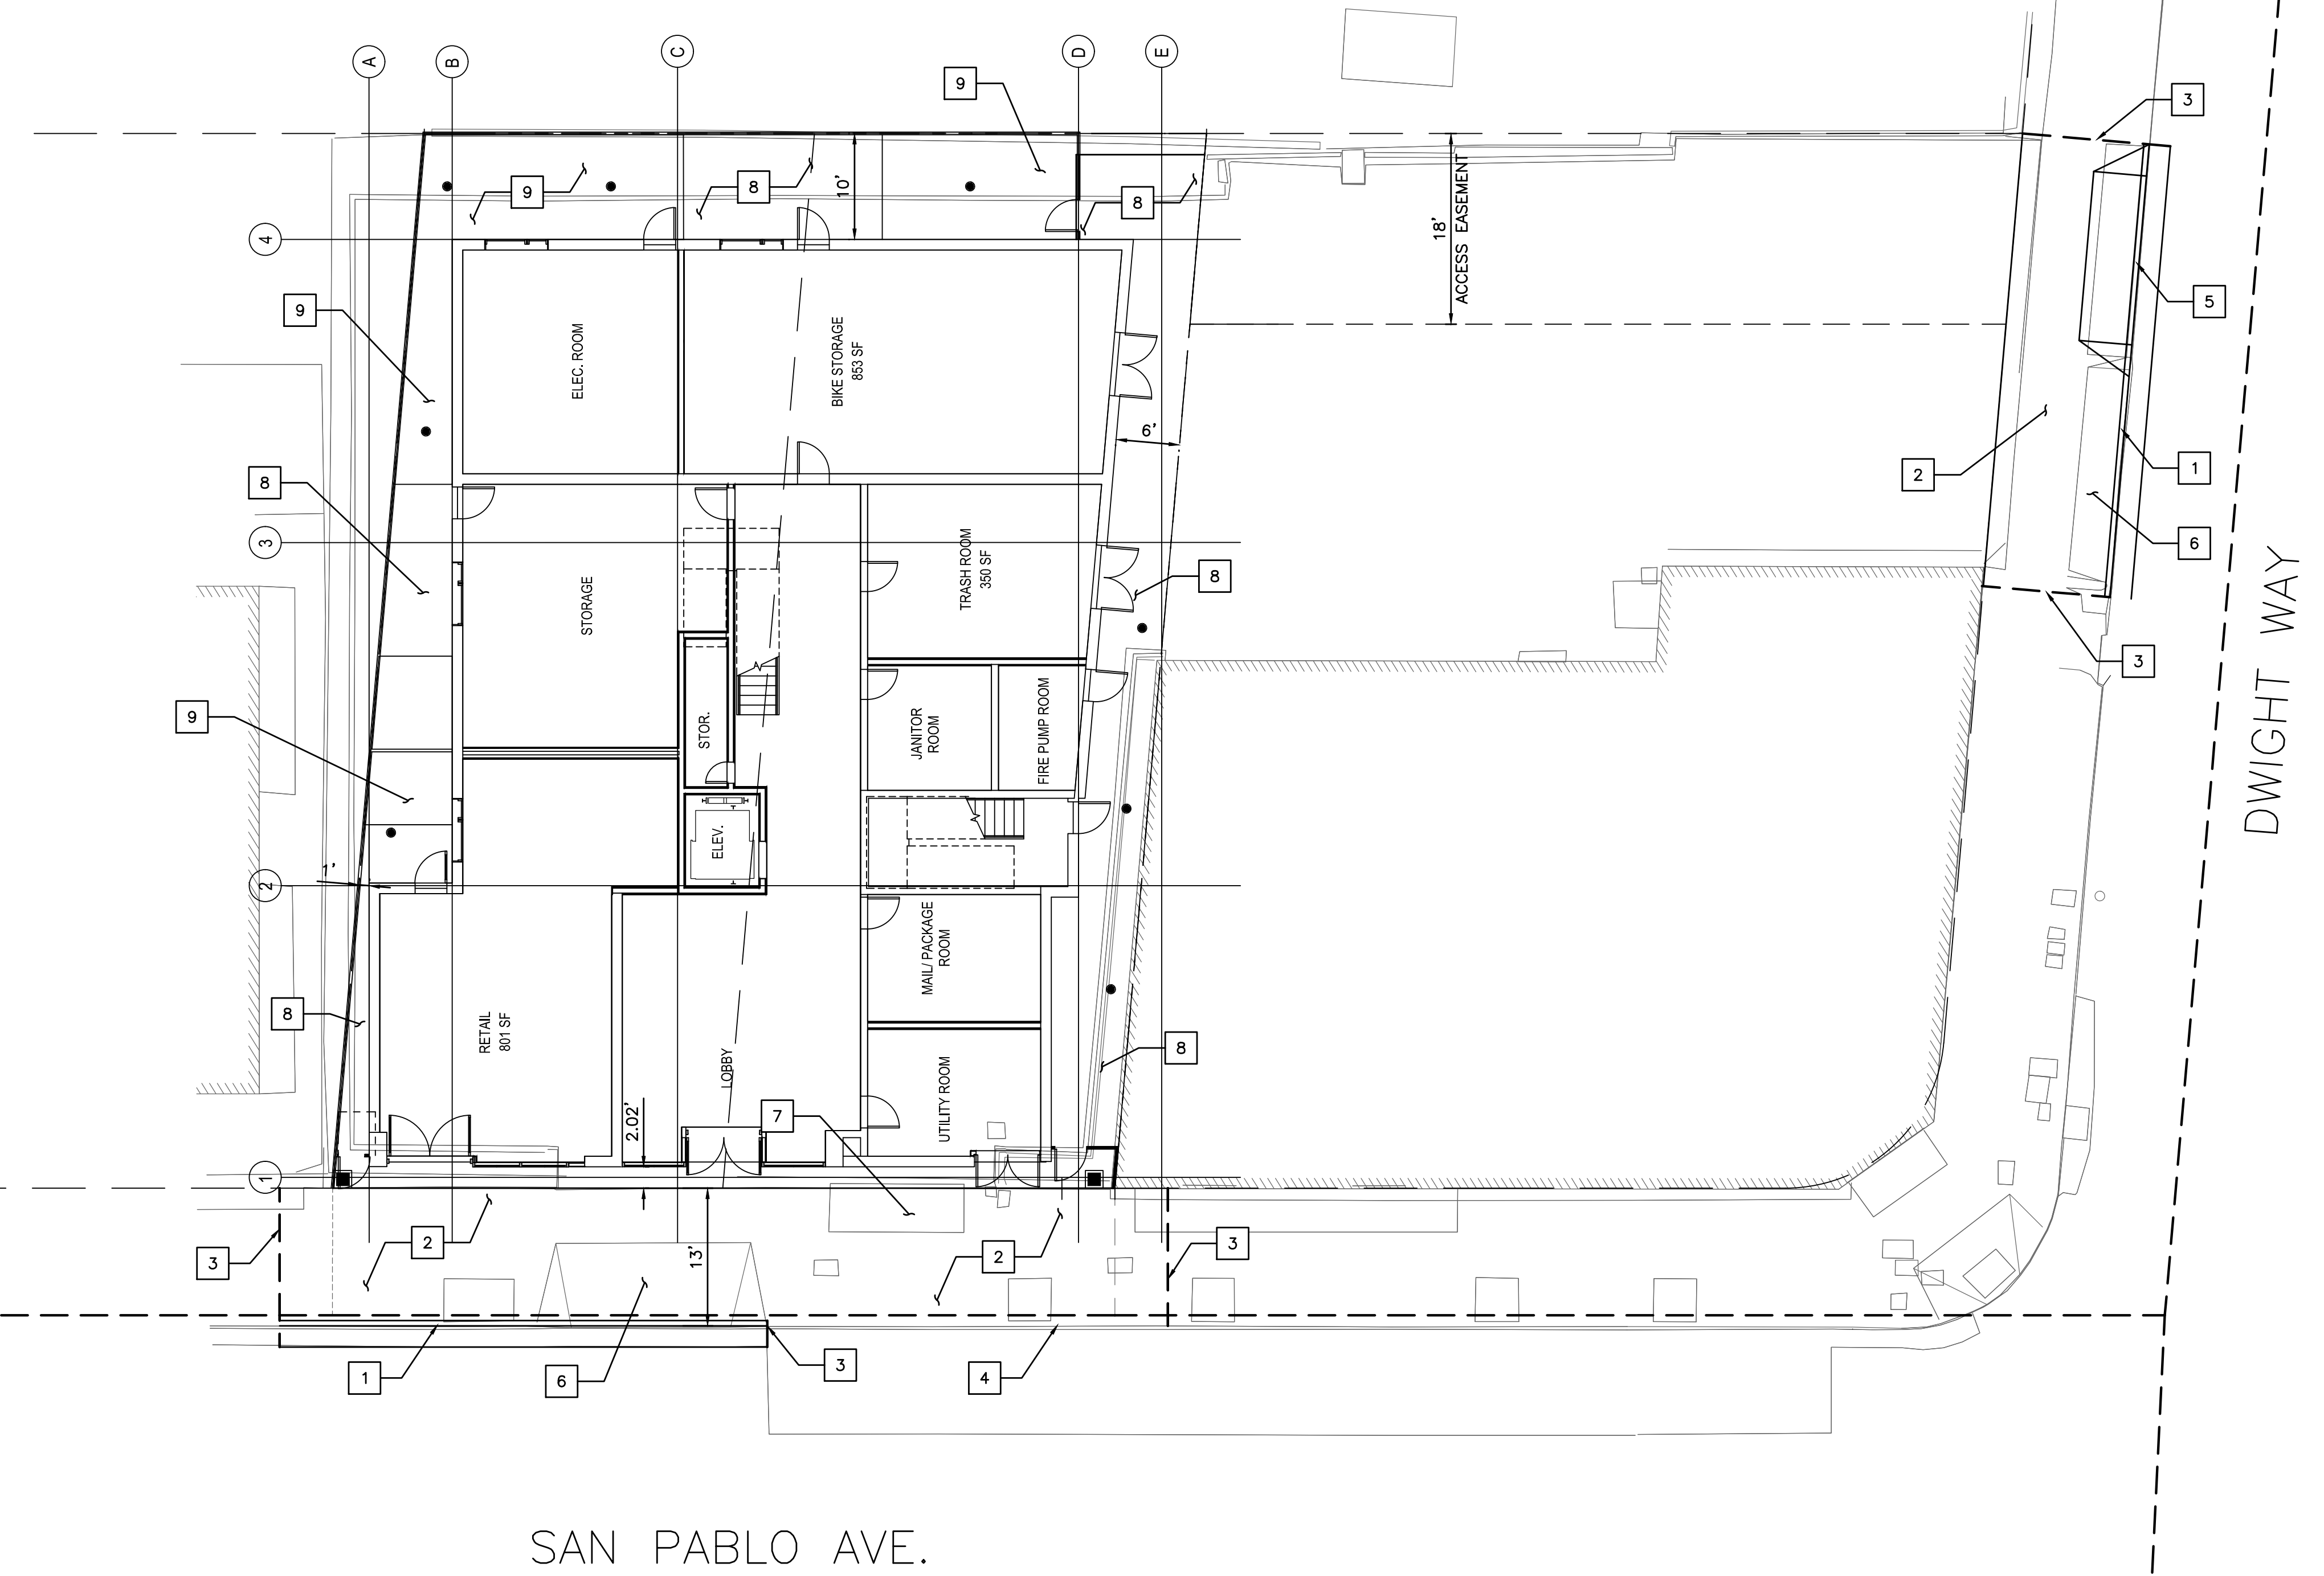 A
B
C
D
E
9
3
9
8
10'
8
4
18'
ACCESS EASEMENT
9
5
ELEC. ROOM
BIKE STORAGE
853 SF
6'
8
2
1
3
6
TRASH ROOM
350 SF
8
STORAGE
3
9
STOR.
JANITOR
ROOM
FIRE PUMP ROOM
DWIGHT WAY
ELEV.
1'
2
MAIL/ PACKAGE
ROOM
8
RETAIL
801 SF
LOBBY
8
2.02'
7
UTILITY ROOM
1
3
2
13'
2
3
1
6
3
4
SAN PABLO AVE.